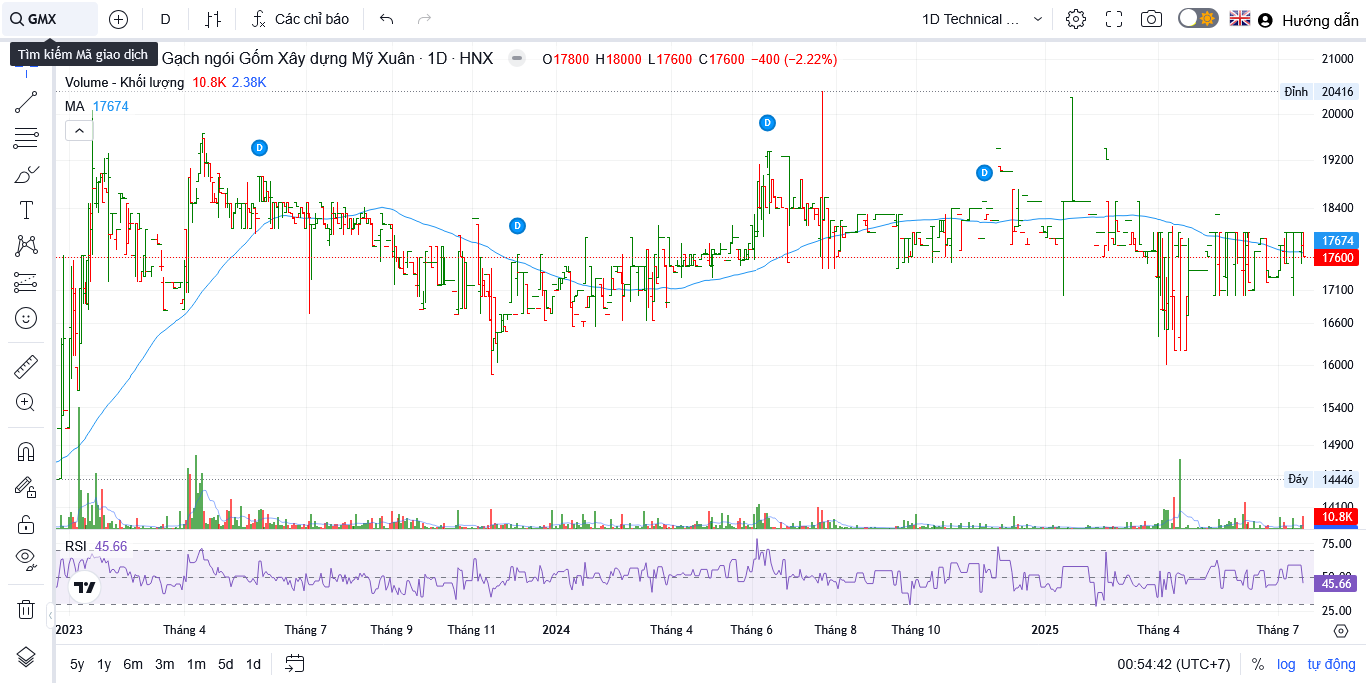 GMX
D
Các chỉ báo
1D Technical ...
Hướng dẫn
Tìm kiếm Mã giao dịch
Gạch ngói Gốm Xây dựng Mỹ Xuân · 1D · HNX
O17800 H18000 L17600 C17600 −400 (−2.22%)
Volume - Khối lượng 10.8K 2.38K
MA 17674
21000
Đỉnh 20416
20000
19200
18400
17674
17600
17100
16600
16000
15400
14900
Đáy 14446
10.8K
D
D
D
D
RSI 45.66
75.00
45.66
25.00
2023 Tháng 4 Tháng 7 Tháng 9 Tháng 11 2024 Tháng 4 Tháng 6 Tháng 8 Tháng 10 2025 Tháng 4 Tháng 7
5y 1y 6m 3m 1m 5d 1d
00:54:42 (UTC+7) % log tự động